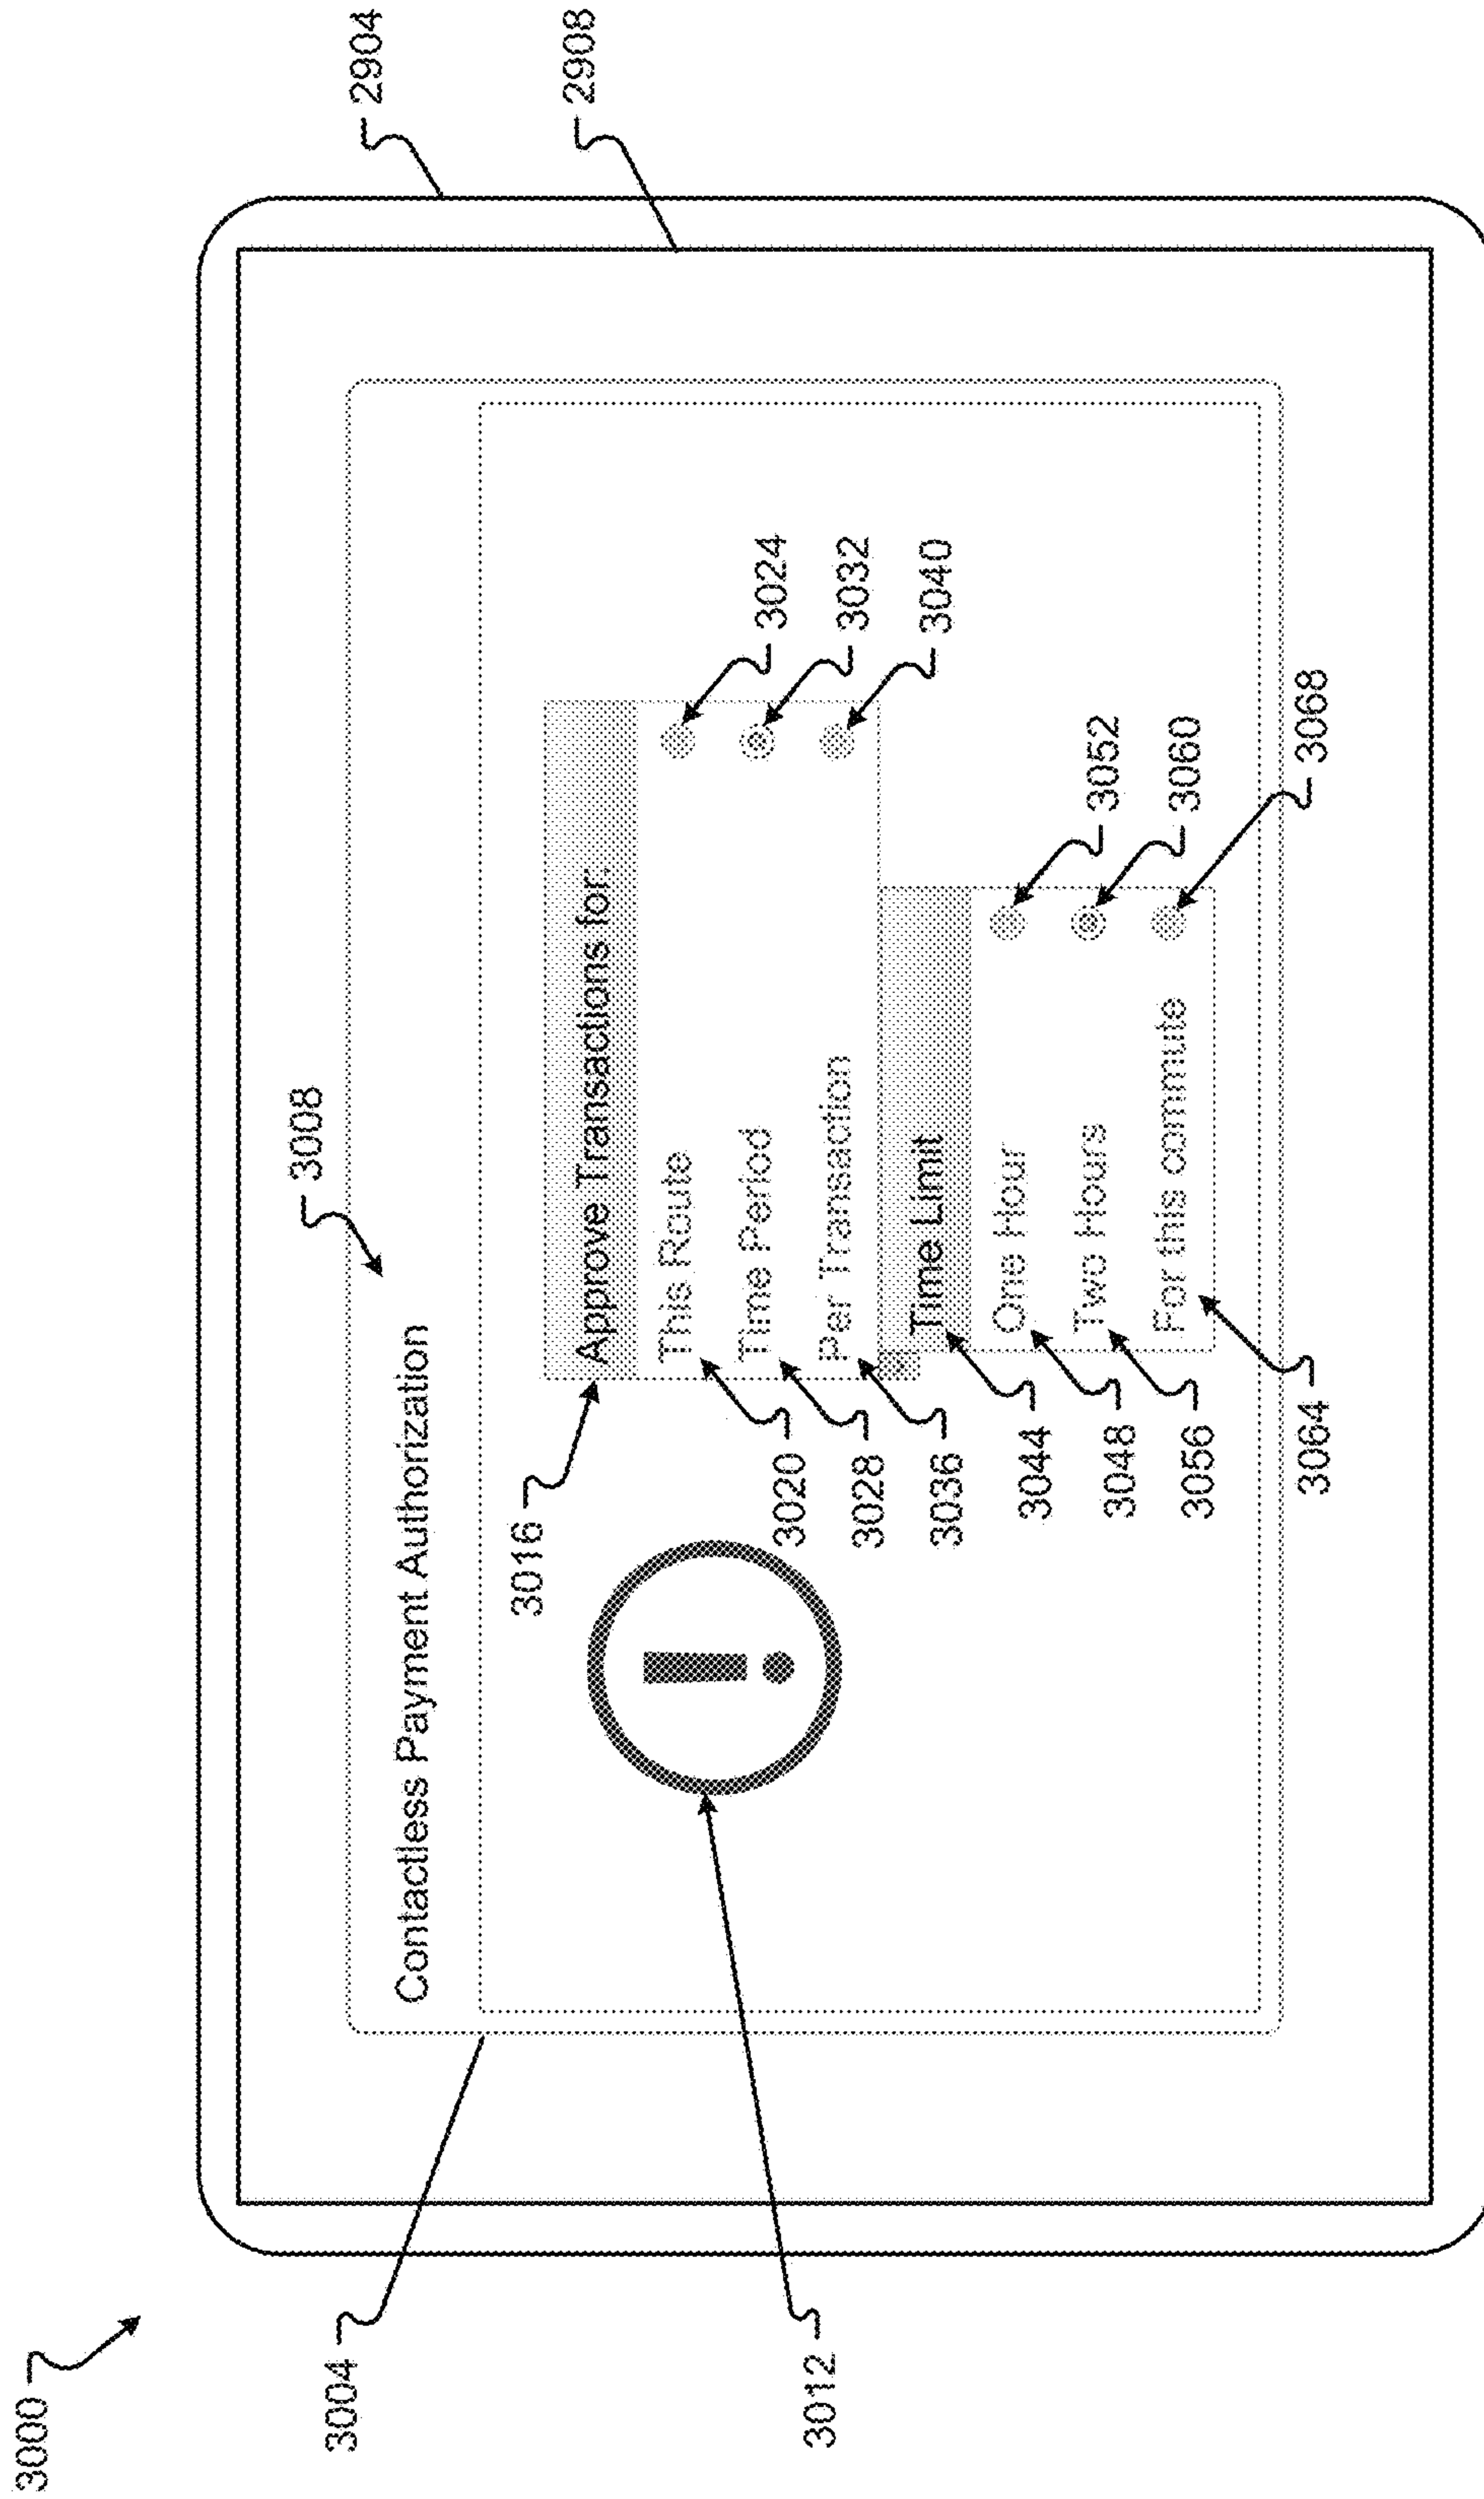 3000
2904
2908
3004
3008
Contactless Payment Authorization
3012
3016
Approve Transactions for:
This Route
3020
3024
Time Period
3028
3032
Per Transaction
3036
3040
Time Limit
3044
One Hour
3048
3052
Two Hours
3056
3060
For this commute
3064
3068